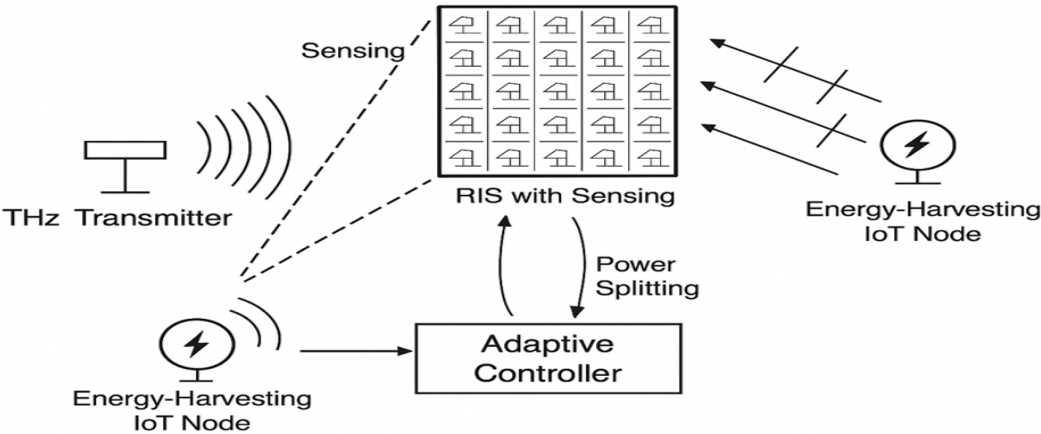 Sensing
THz Transmitter
RIS with Sensing
Energy-Harvesting
IoT Node
Power
Splitting
Adaptive
Controller
Energy-Harvesting
IoT Node